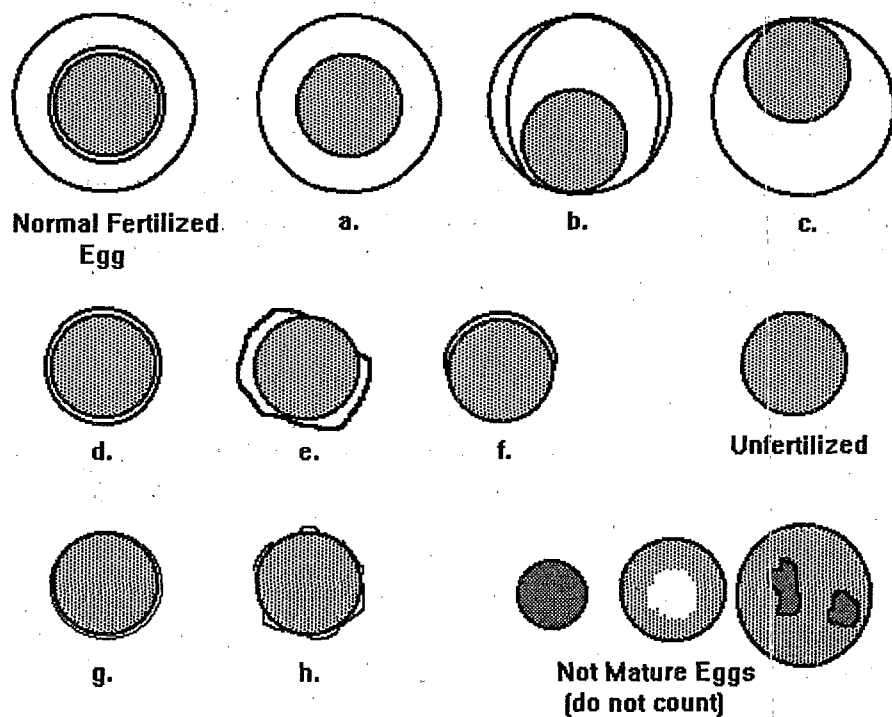 Normal Fertilized
Egg
a.
b.
c.
d.
e.
f.
Unfertilized
g.
h.
Not Mature Eggs
(do not count)